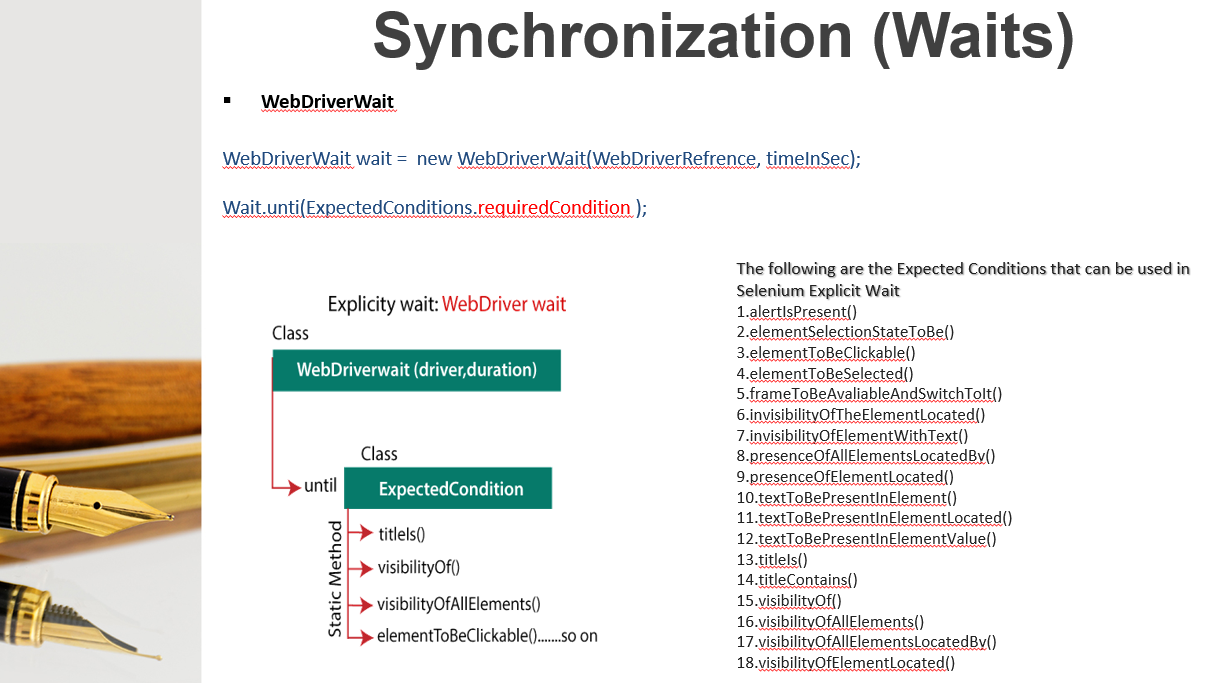 Synchronization (Waits)
▪ WebDriverWait
WebDriverWait wait = new WebDriverWait(WebDriverRefrence, timeInSec);
Wait.unti(ExpectedConditions.requiredCondition );
Explicity wait: WebDriver wait
Class
WebDriverwait (driver,duration)
Class
until
ExpectedCondition
Static Method
titleIs()
visibilityOf()
visibilityOfAllElements()
elementToBeClickable().......so on
The following are the Expected Conditions that can be used in
Selenium Explicit Wait
1.alertIsPresent()
2.elementSelectionStateToBe()
3.elementToBeClickable()
4.elementToBeSelected()
5.frameToBeAvaliableAndSwitchToIt()
6.invisibilityOfTheElementLocated()
7.invisibilityOfElementWithText()
8.presenceOfAllElementsLocatedBy()
9.presenceOfElementLocated()
10.textToBePresentInElement()
11.textToBePresentInElementLocated()
12.textToBePresentInElementValue()
13.titleIs()
14.titleContains()
15.visibilityOf()
16.visibilityOfAllElements()
17.visibilityOfAllElementsLocatedBy()
18.visibilityOfElementLocated()